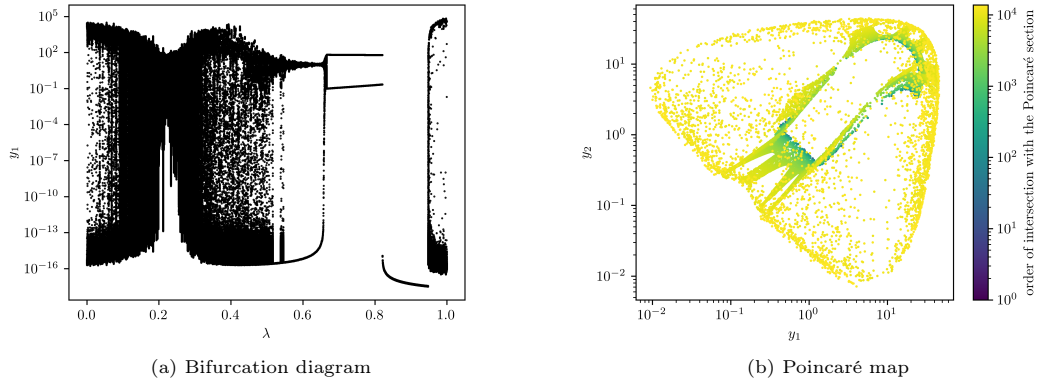 10^5
10^2
10^−1
10^−4
10^−7
10^−10
10^−13
10^−16
y_1
0.0 0.2 0.4 0.6 0.8 1.0
λ
(a) Bifurcation diagram
10^1
10^0
10^−1
10^−2
y_2
10^−2 10^−1 10^0 10^1
y_1
(b) Poincaré map
10^4
10^3
10^2
10^1
10^0
order of intersection with the Poincaré section